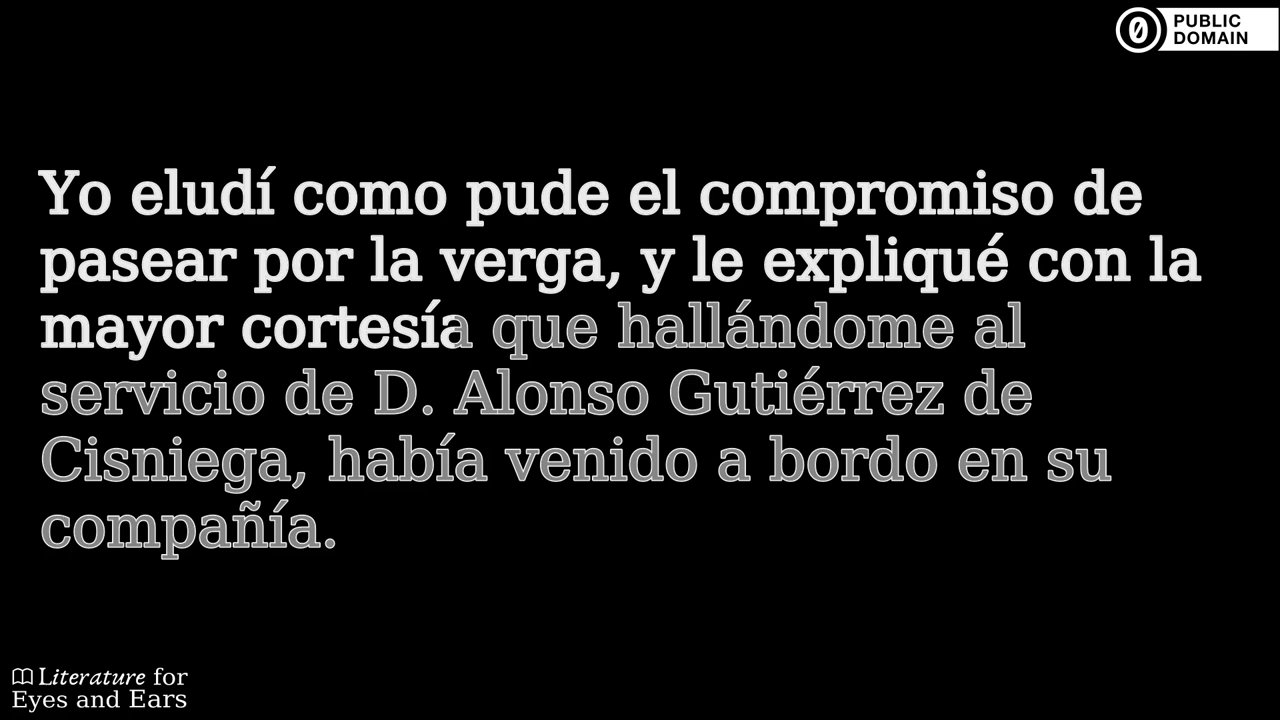 PUBLIC
DOMAIN
Yo eludí como pude el compromiso de
pasear por la verga, y le expliqué con la
mayor cortesía que hallándome al
servicio de D. Alonso Gutiérrez de
Cisniega, había venido a bordo en su
compañía.
Literature for
Eyes and Ears